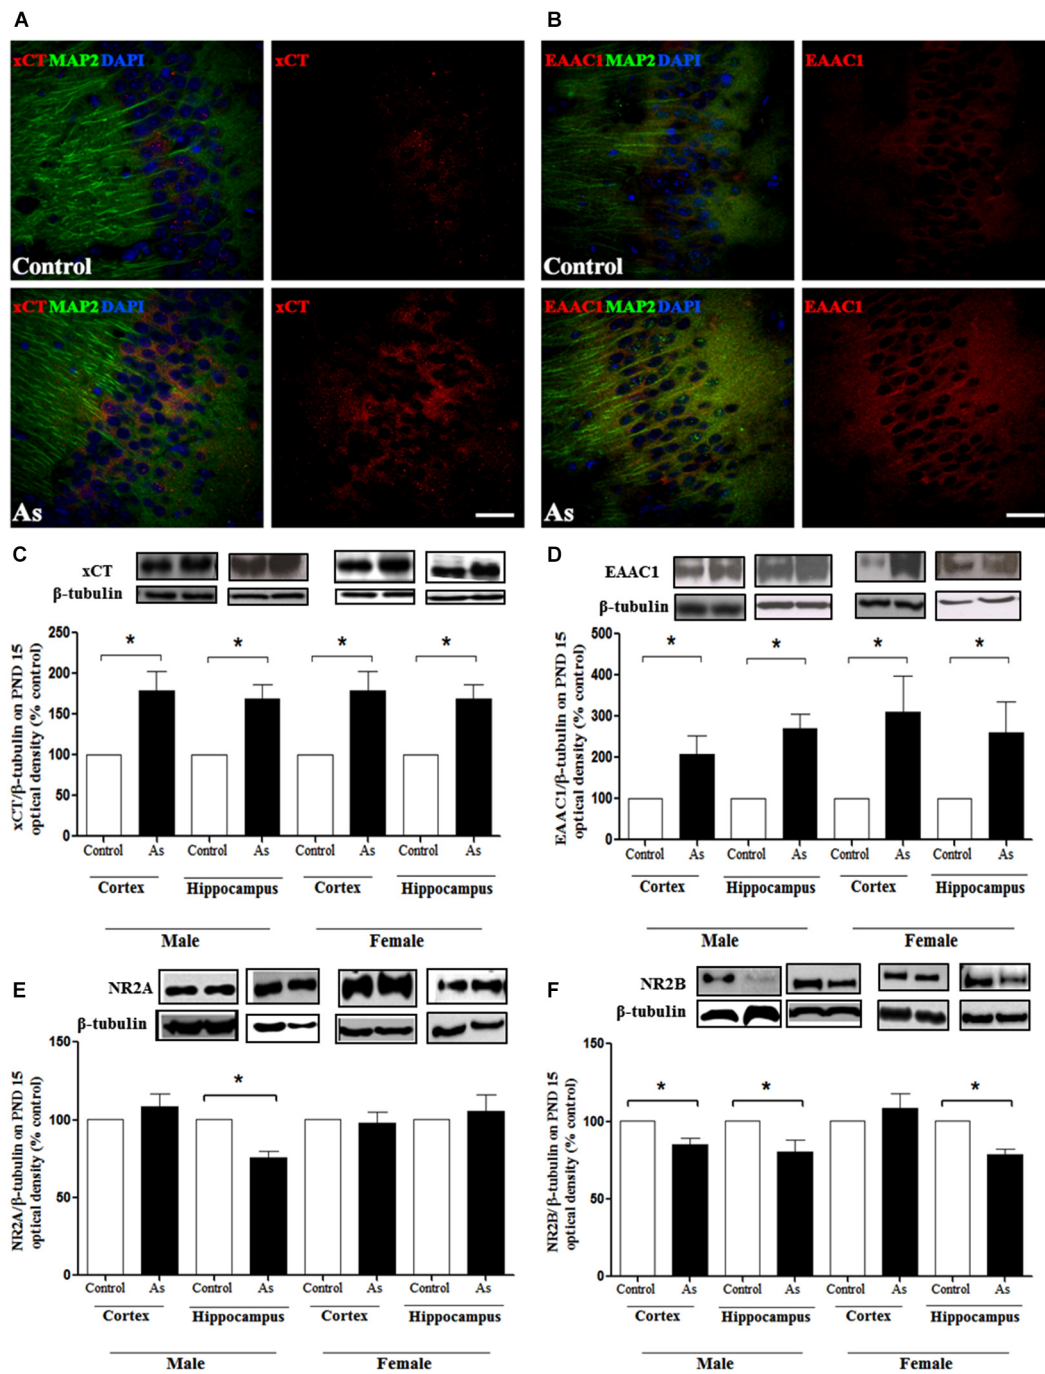 A
B
xCT MAP2 DAPI
xCT
EAAC1 MAP2 DAPI
EAAC1
Control
Control
xCT MAP2 DAPI
xCT
EAAC1 MAP2 DAPI
EAAC1
As
As
C
xCT
β-tubulin
xCT/β-tubulin on PND 15
optical density (% control)
250
200
150
100
50
0
*
*
*
*
Control As Control As Control As Control As
Cortex Hippocampus Cortex Hippocampus
Male Female
D
EAAC1
β-tubulin
EAAC1/β-tubulin on PND 15
optical density (% control)
500
400
300
200
100
0
*
*
*
*
Control As Control As Control As Control As
Cortex Hippocampus Cortex Hippocampus
Male Female
E
NR2A
β-tubulin
NR2A/β-tubulin on PND 15
optical density (% control)
150
100
50
0
*
Control As Control As Control As Control As
Cortex Hippocampus Cortex Hippocampus
Male Female
F
NR2B
β-tubulin
NR2B/β-tubulin on PND 15
optical density (% control)
150
100
50
0
*
*
*
Control As Control As Control As Control As
Cortex Hippocampus Cortex Hippocampus
Male Female